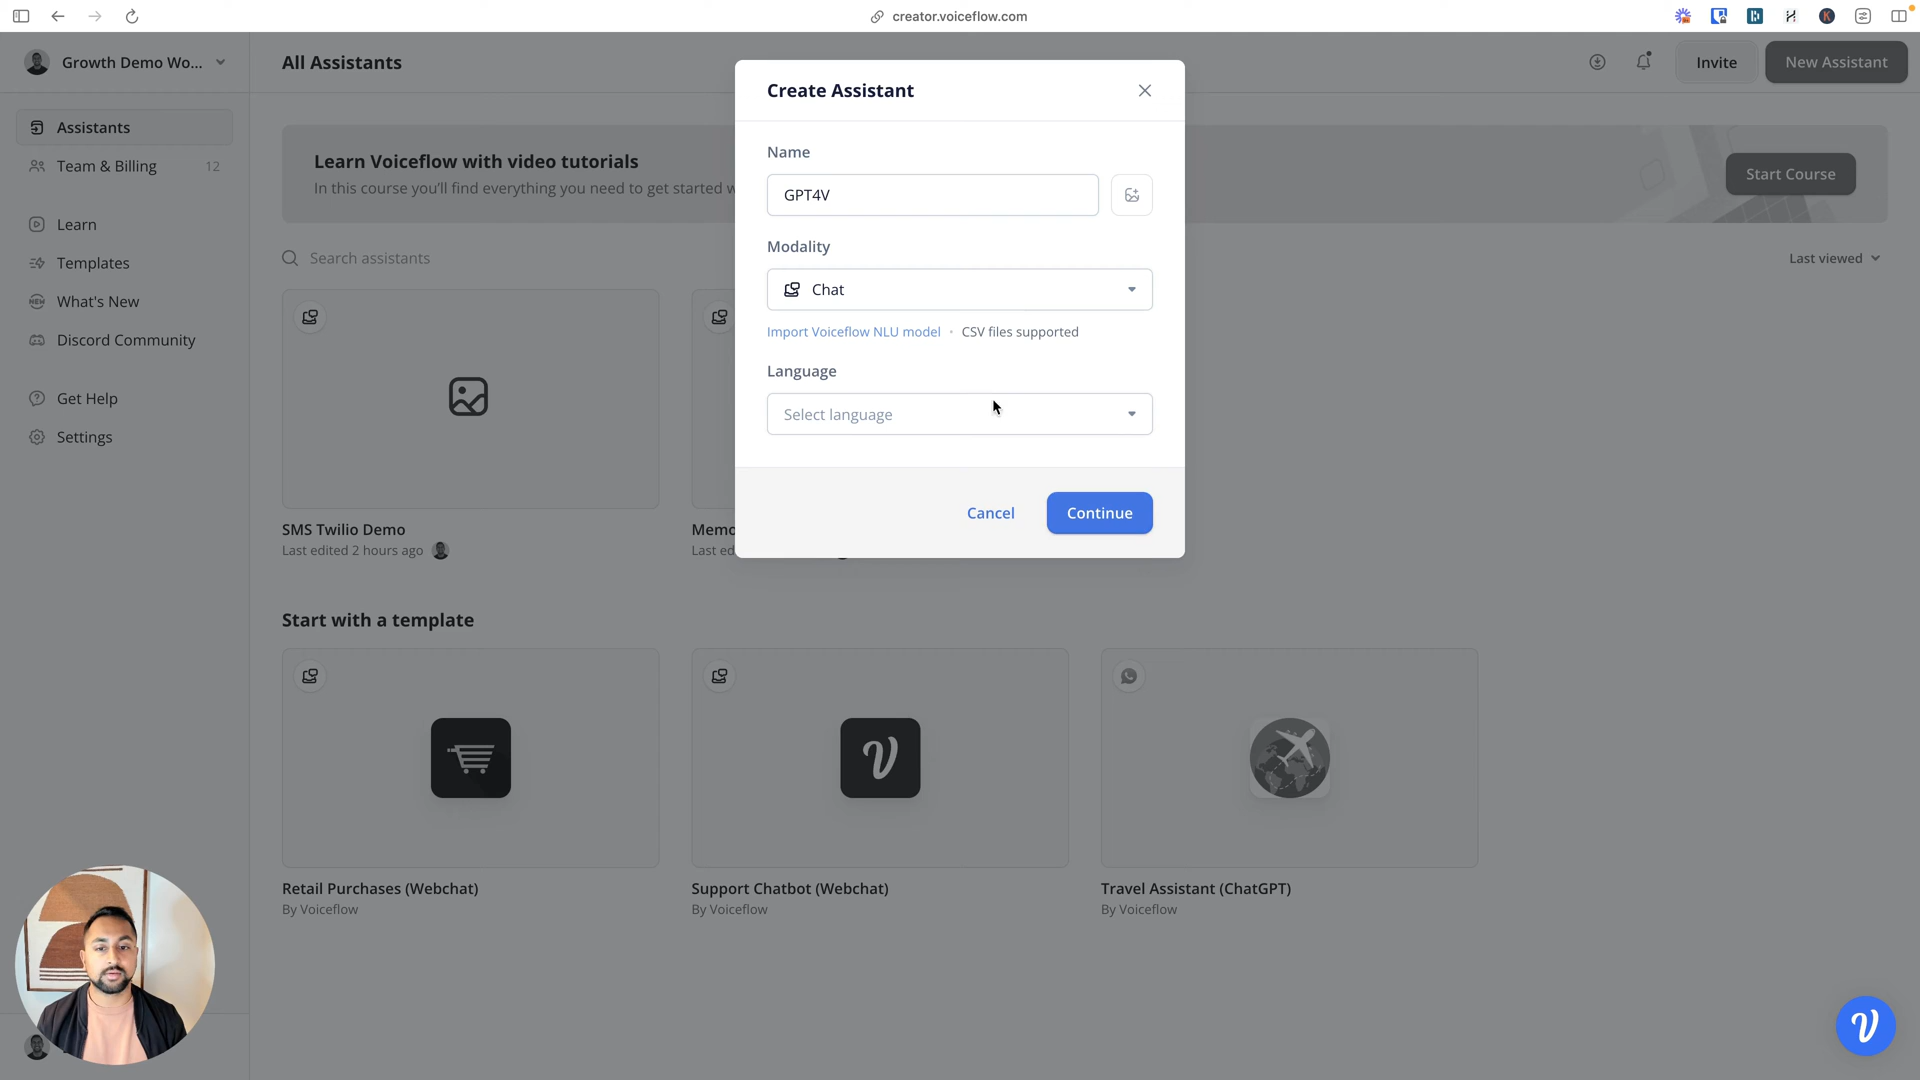 creator.voiceflow.com
Growth Demo Wo...
All Assistants
Invite
New Assistant
Assistants
Team & Billing 12
Learn
Templates
What's New
Discord Community
Get Help
Settings
Learn Voiceflow with video tutorials
In this course you'll find everything you need to get started w
Start Course
Search assistants
Last viewed
Create Assistant
Name
GPT4V
Modality
Chat
Import Voiceflow NLU model • CSV files supported
Language
Select language
Cancel
Continue
SMS Twilio Demo
Last edited 2 hours ago
Memo
Last ed
Start with a template
Retail Purchases (Webchat)
By Voiceflow
Support Chatbot (Webchat)
By Voiceflow
Travel Assistant (ChatGPT)
By Voiceflow